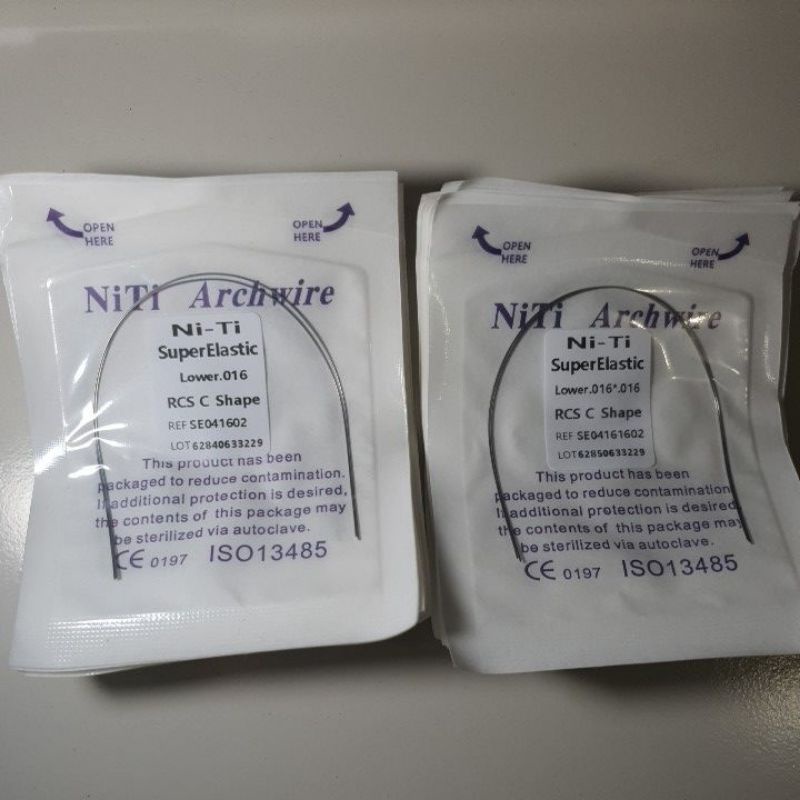 OPEN
HERE
OPEN
HERE
NiTi Archwire
Ni-Ti
SuperElastic
Lower.016
RCS C Shape
REF SE041602
LOT 62840633229
This product has been
packaged to reduce contamination.
If additional protection is desired,
the contents of this package may
be sterilized via autoclave.
CE 0197 ISO13485
OPEN
HERE
OPEN
HERE
NiTi Archwire
Ni-Ti
SuperElastic
Lower.016*.016
RCS C Shape
REF SE04161602
LOT 62850633229
This product has been
packaged to reduce contamination
If additional protection is desired
the contents of this package may
be sterilized via autoclave.
CE 0197 ISO13485